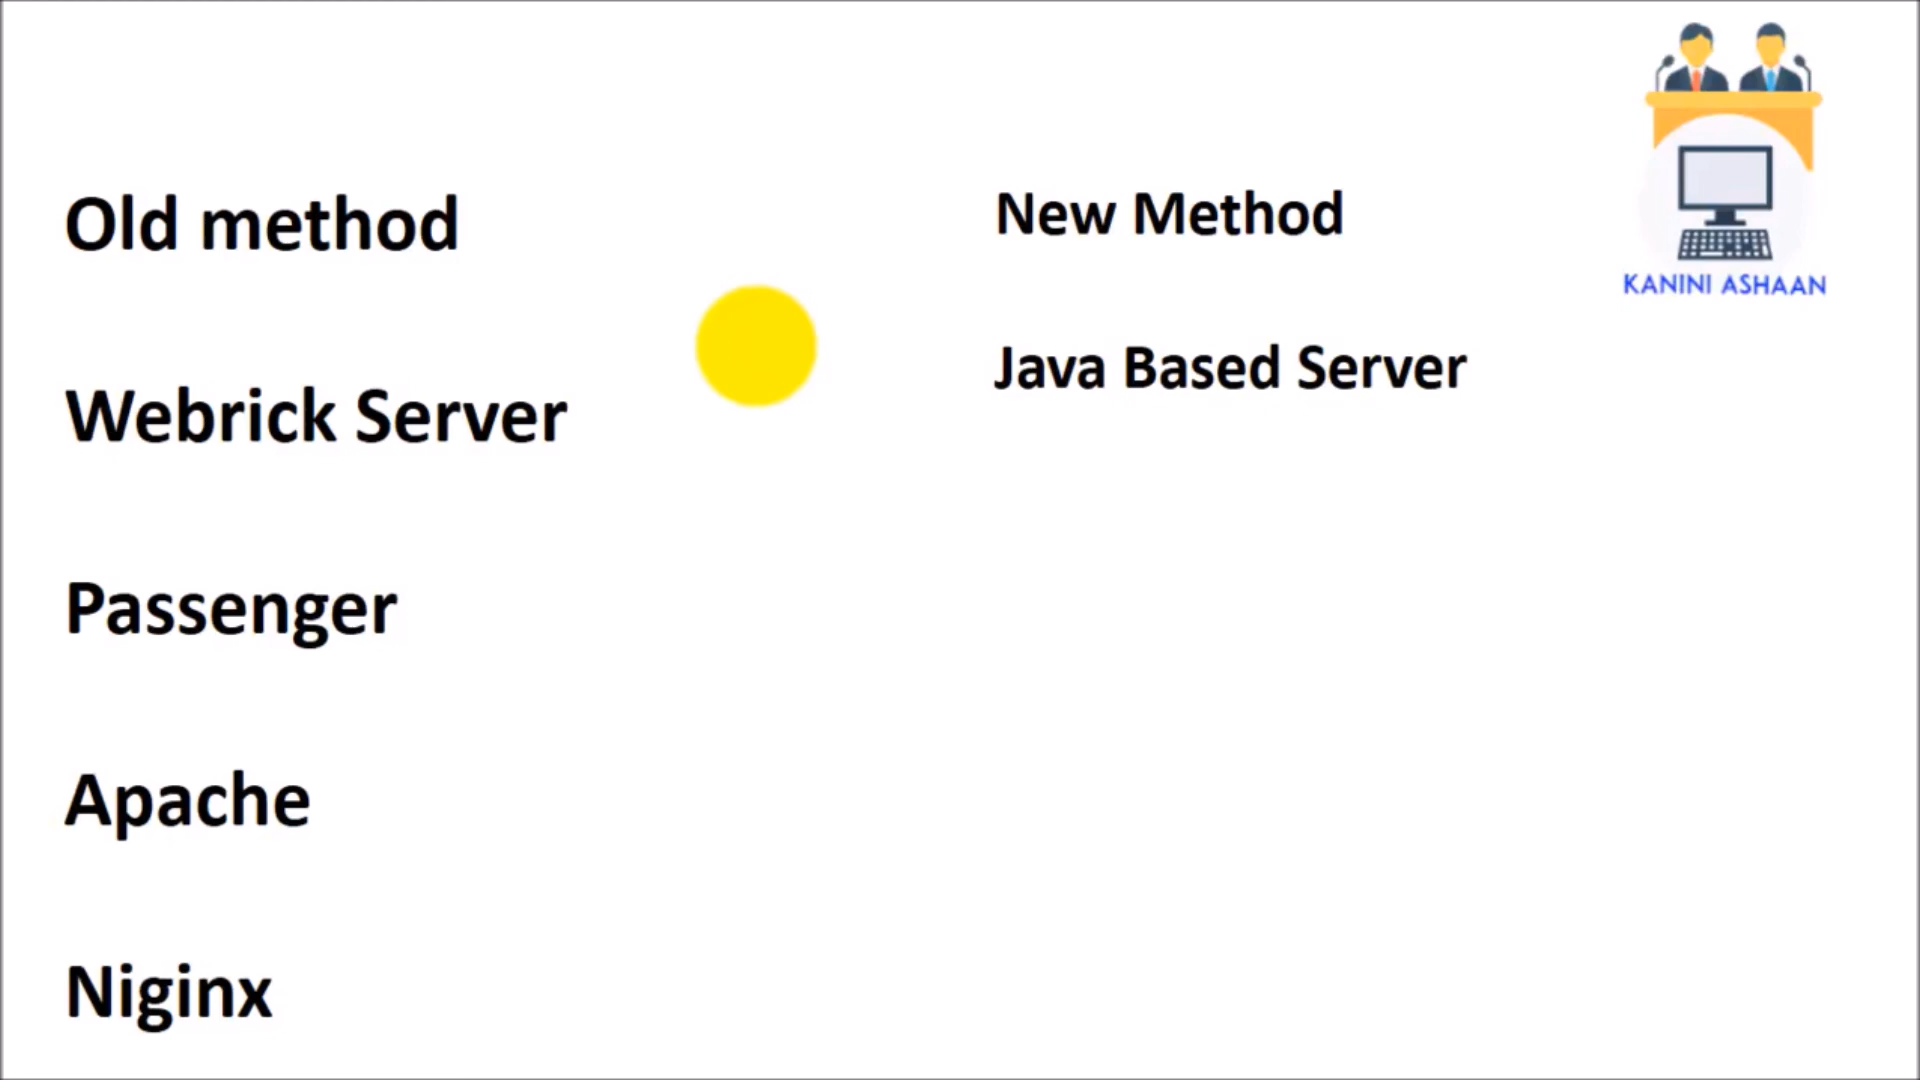 Old method
Webrick Server
Passenger
Apache
Niginx
New Method
Java Based Server
KANINI ASHAAN